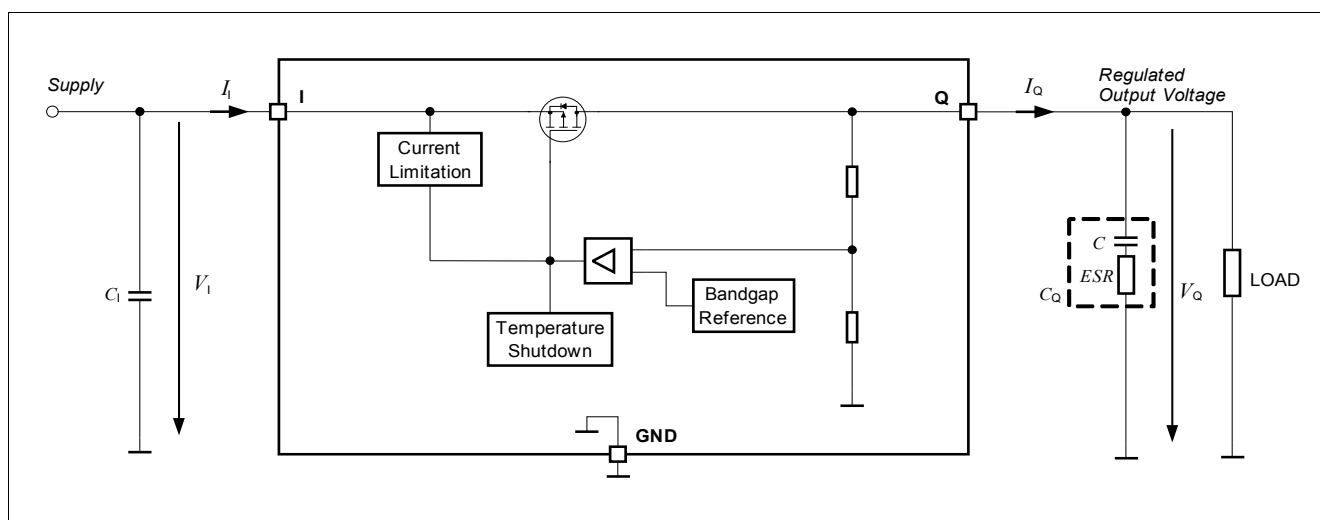 Supply
I_I
I
Q
I_Q
Regulated
Output Voltage
Current
Limitation
C
ESR
C_Q
V_Q
LOAD
C_I
V_I
Bandgap
Reference
Temperature
Shutdown
GND